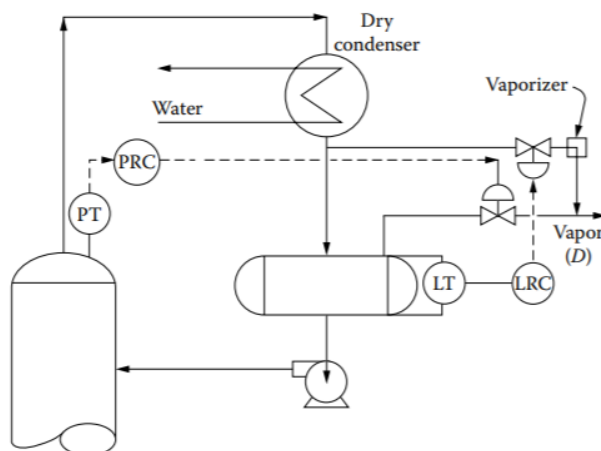 Dry
condenser
Vaporizer
Water
PRC
PT
Vapor
(D)
LT
LRC